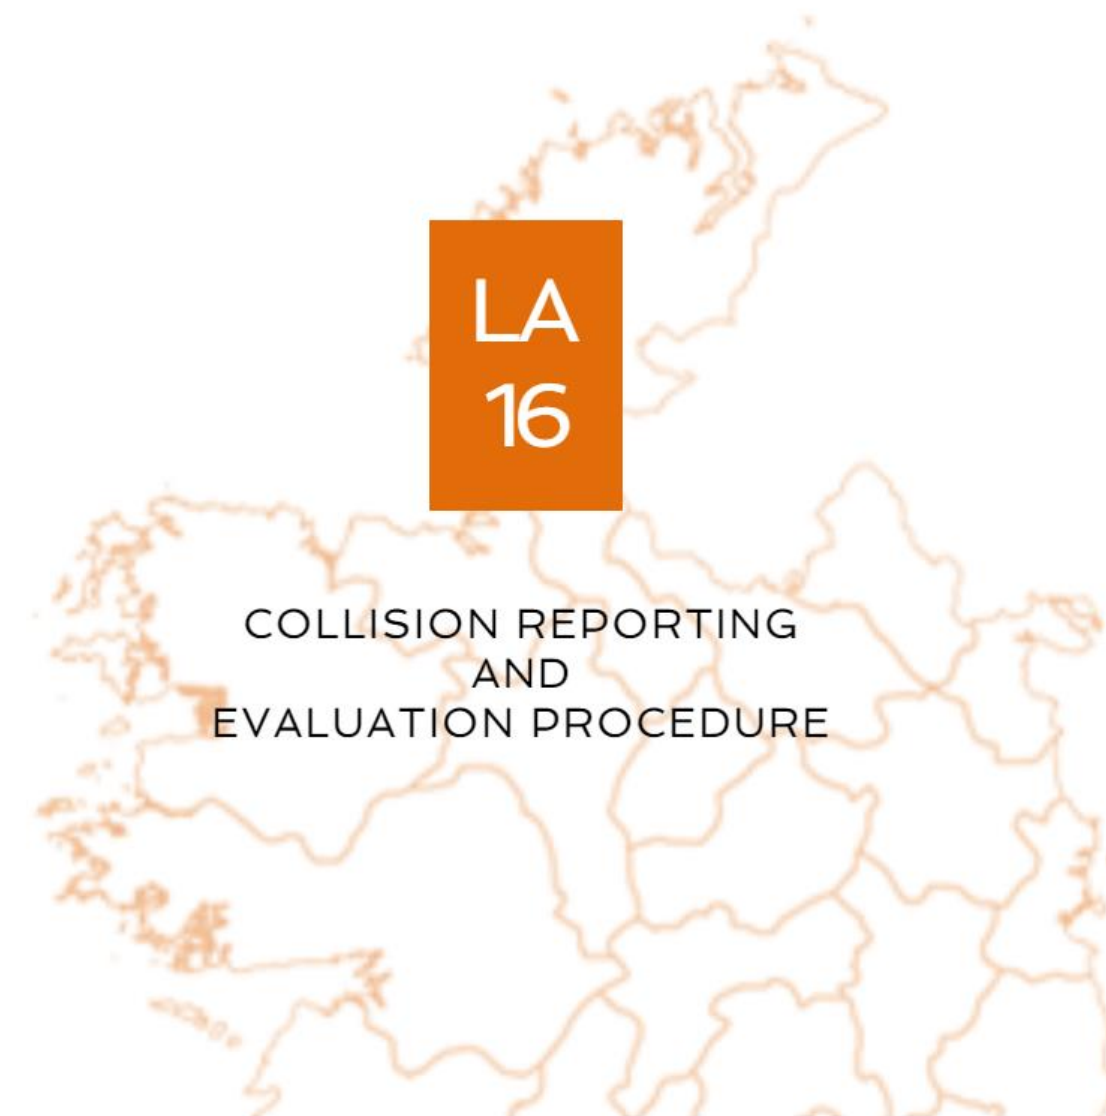 LA
16
COLLISION REPORTING
AND
EVALUATION PROCEDURE